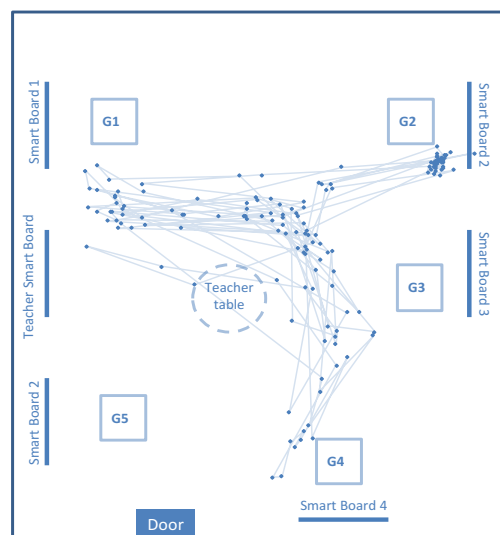 Smart Board 1
G1
G2
Smart Board 2
Teacher Smart Board
Teacher
table
G3
Smart Board 3
Smart Board 2
G5
G4
Smart Board 4
Door